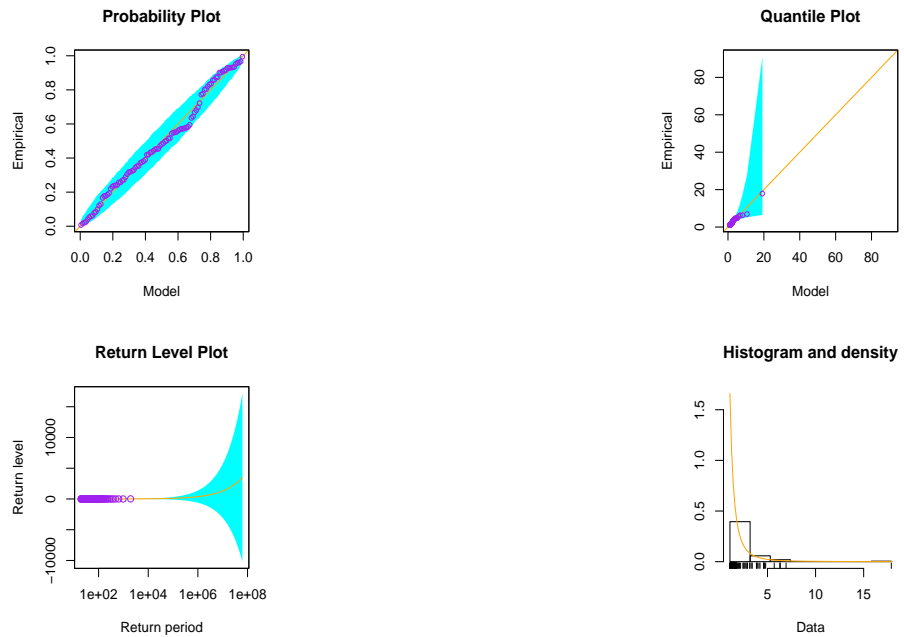 Probability Plot
Empirical
0.0 0.2 0.4 0.6 0.8 1.0
0.0 0.2 0.4 0.6 0.8 1.0
Model
Quantile Plot
Empirical
0 20 40 60 80
0 20 40 60 80
Model
Return Level Plot
Return level
−10000 0 10000
1e+02 1e+04 1e+06 1e+08
Return period
Histogram and density
0.0 0.5 1.0 1.5
5 10 15
Data